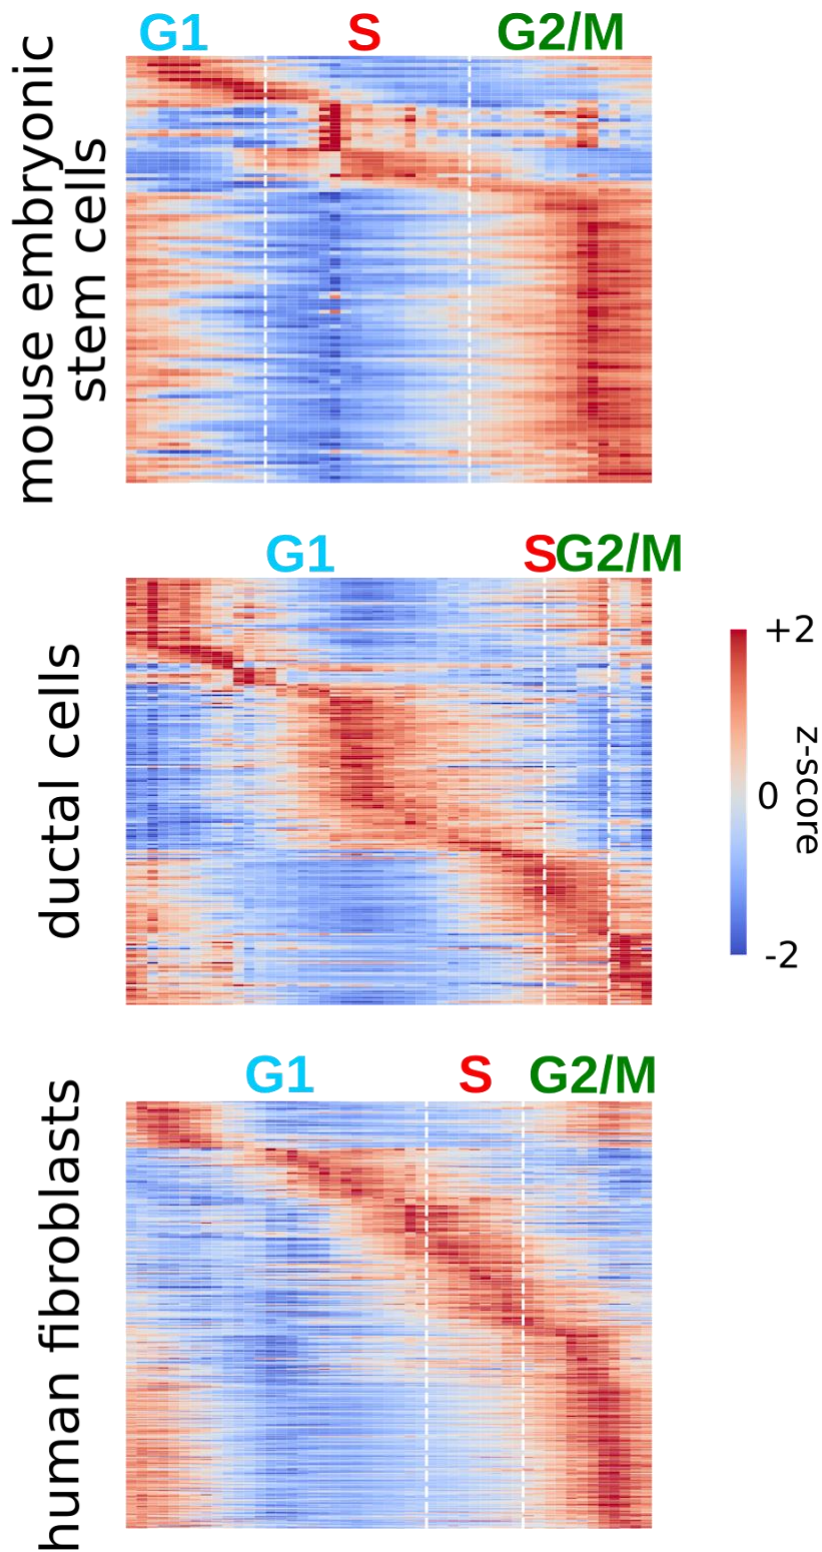 G1 S G2/M
mouse embryonic
stem cells
G1 S G2/M
ductal cells
+2
0
-2
z-score
G1 S G2/M
human fibroblasts